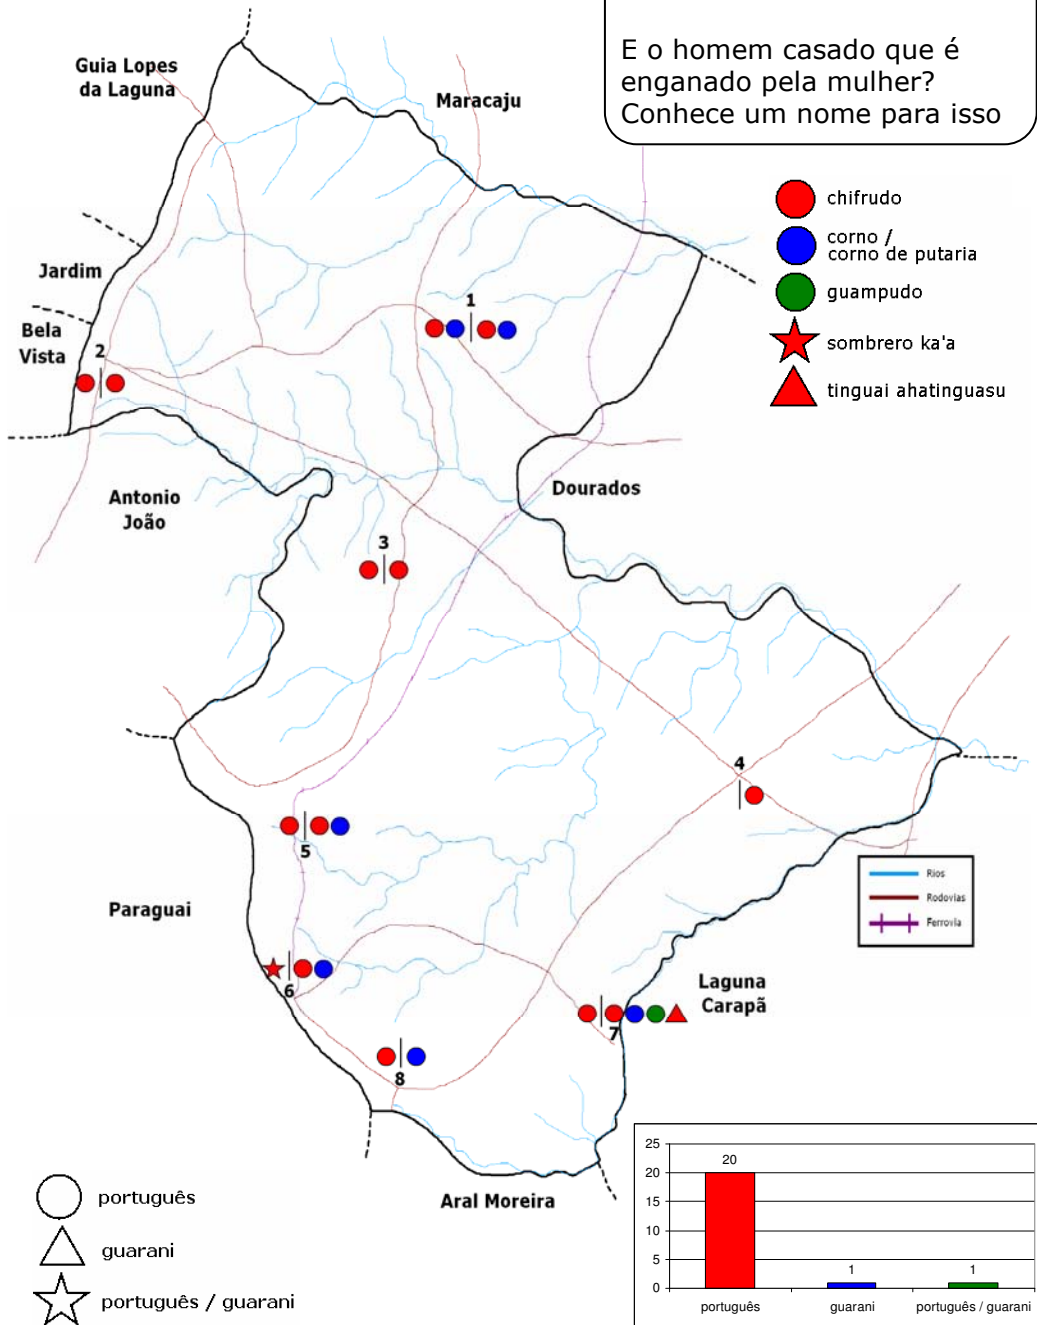 E o homem casado que é
enganado pela mulher?
Conhece um nome para isso
Guia Lopes
da Laguna
Maracaju
chifrudo
corno /
corno de putaria
guampudo
sombrero ka'a
tinguai ahatinguasu
Jardim
Bela
Vista
1
2
Antonio
João
Dourados
3
4
5
Paraguai
Rios
Rodovias
Ferrovia
6
Laguna
Carapã
7
8
Aral Moreira
português
guarani
português / guarani
25
20
15
10
5
0
20
1
1
português
guarani
português / guarani